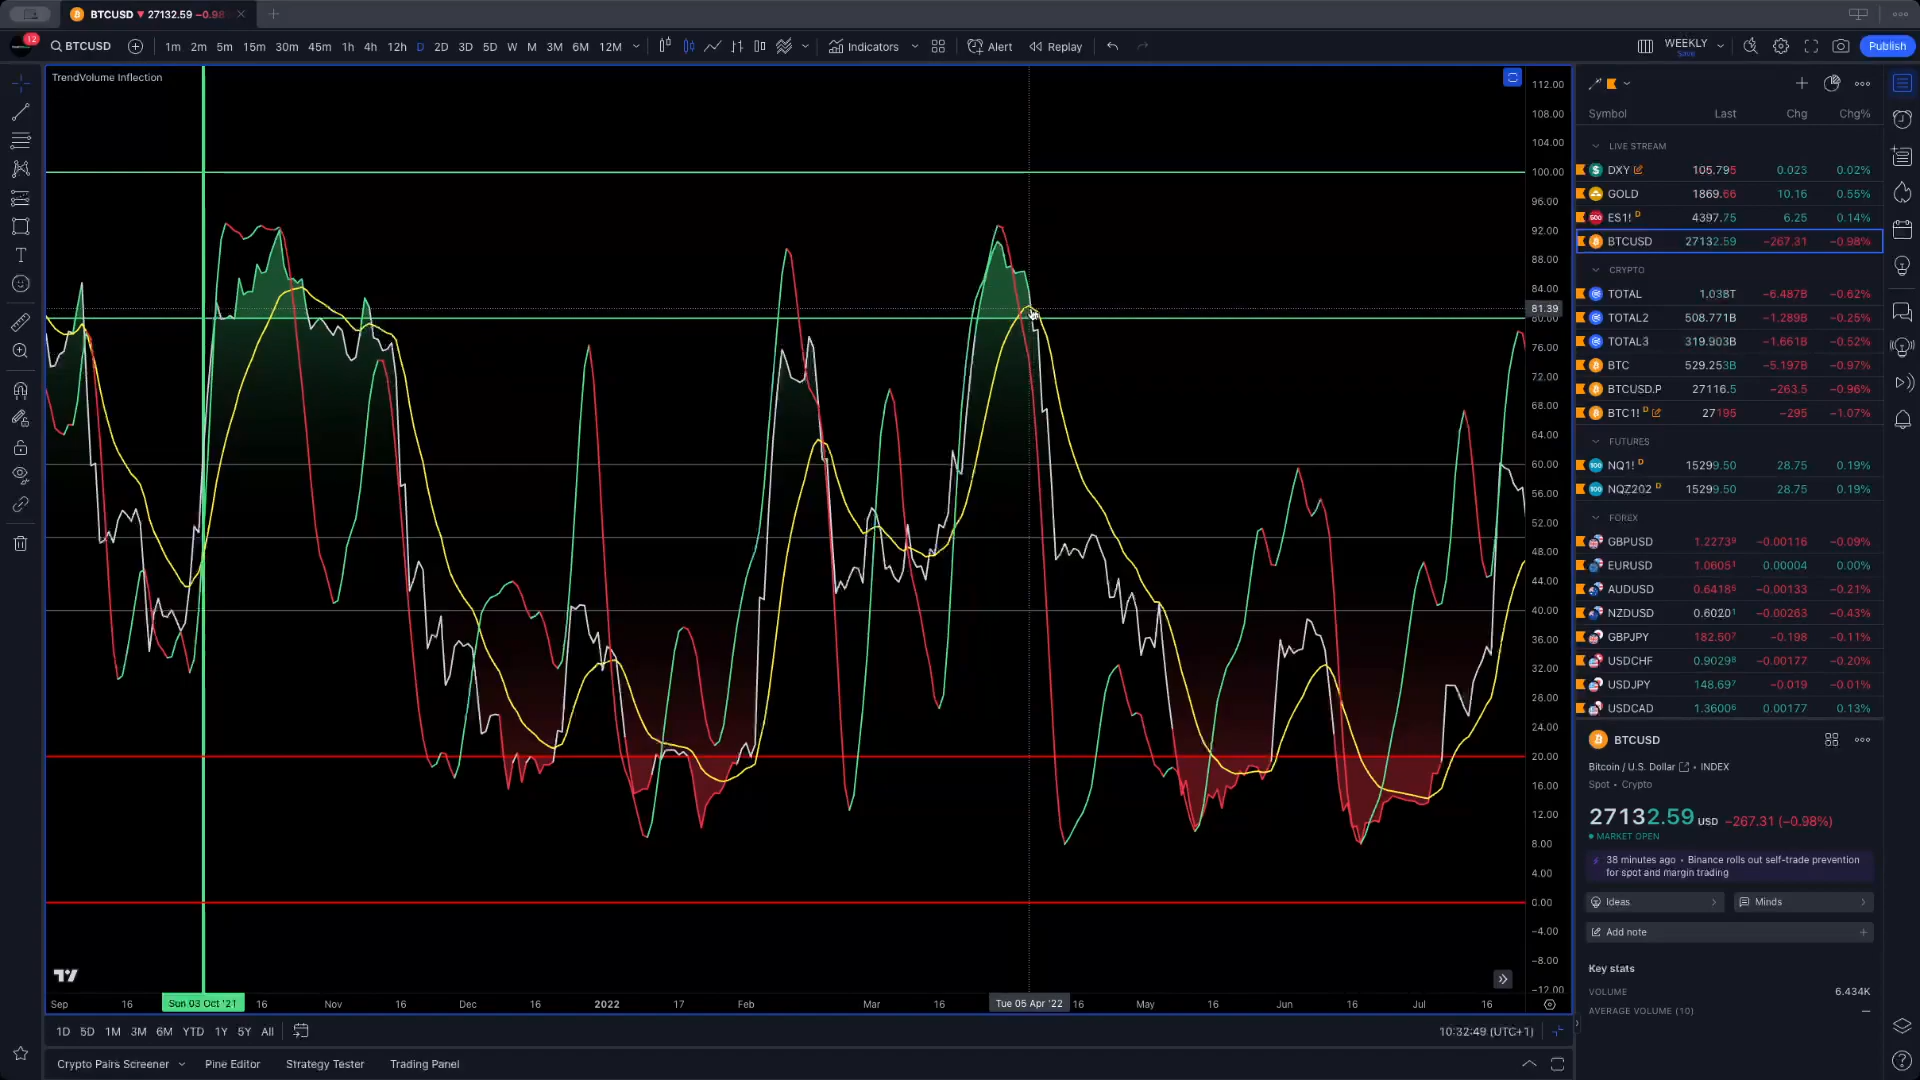 BTCUSD ▼ 27132.59 −0.98
12
BTCUSD 1m 2m 5m 15m 30m 45m 1h 4h 12h D 2D 3D 5D W M 3M 6M 12M Indicators Alert Replay WEEKLY Save Publish
TrendVolume Inflection
112.00
108.00
104.00
100.00
96.00
92.00
88.00
84.00
81.39
80.00
76.00
72.00
68.00
64.00
60.00
56.00
52.00
48.00
44.00
40.00
36.00
32.00
28.00
24.00
20.00
16.00
12.00
8.00
4.00
0.00
−4.00
−8.00
−12.00
Sep 16 Sun 03 Oct '21 16 Nov 16 Dec 16 2022 17 Feb Mar 16 Tue 05 Apr '22 16 May 16 Jun 16 Jul 16
1D 5D 1M 3M 6M YTD 1Y 5Y All 10:32:49 (UTC+1)
Crypto Pairs Screener Pine Editor Strategy Tester Trading Panel
Symbol Last Chg Chg%
LIVE STREAM
DXY 105.795 0.023 0.02%
GOLD 1869.66 10.16 0.55%
ES1! D 4397.75 6.25 0.14%
BTCUSD 27132.59 −267.31 −0.98%
CRYPTO
TOTAL 1.038T −6.487B −0.62%
TOTAL2 508.771B −1.289B −0.25%
TOTAL3 319.903B −1.661B −0.52%
BTC 529.253B −5.197B −0.97%
BTCUSD.P 27116.5 −263.5 −0.96%
BTC1! D 27195 −295 −1.07%
FUTURES
NQ1! D 15299.50 28.75 0.19%
NQZ202 D 15299.50 28.75 0.19%
FOREX
GBPUSD 1.22739 −0.00116 −0.09%
EURUSD 1.06051 0.00004 0.00%
AUDUSD 0.64185 −0.00133 −0.21%
NZDUSD 0.60201 −0.00263 −0.43%
GBPJPY 182.507 −0.198 −0.11%
USDCHF 0.90298 −0.00177 −0.20%
USDJPY 148.697 −0.019 −0.01%
USDCAD 1.36006 0.00177 0.13%
BTCUSD
Bitcoin / U.S. Dollar • INDEX
Spot • Crypto
27132.59 USD −267.31 (−0.98%)
MARKET OPEN
38 minutes ago • Binance rolls out self-trade prevention
for spot and margin trading
Ideas Minds
Add note
Key stats
VOLUME 6.434K
AVERAGE VOLUME (10) —